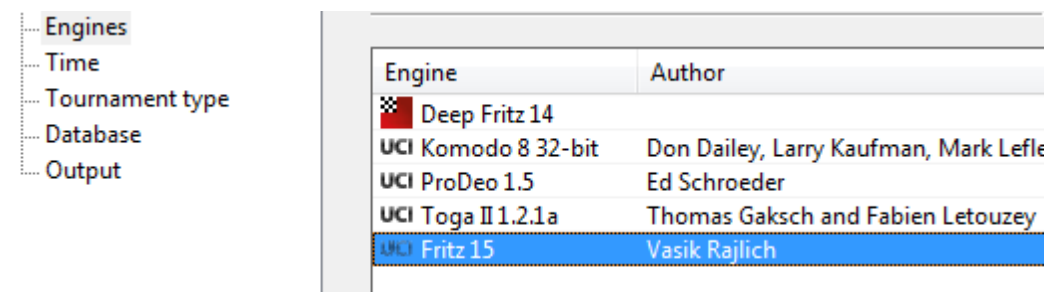 Engines
Time
Tournament type
Database
Output
Engine Author
Deep Fritz 14
UCI Komodo 8 32-bit Don Dailey, Larry Kaufman, Mark Lefle
UCI ProDeo 1.5 Ed Schroeder
UCI Toga II 1.2.1a Thomas Gaksch and Fabien Letouzey
UCI Fritz 15 Vasik Rajlich